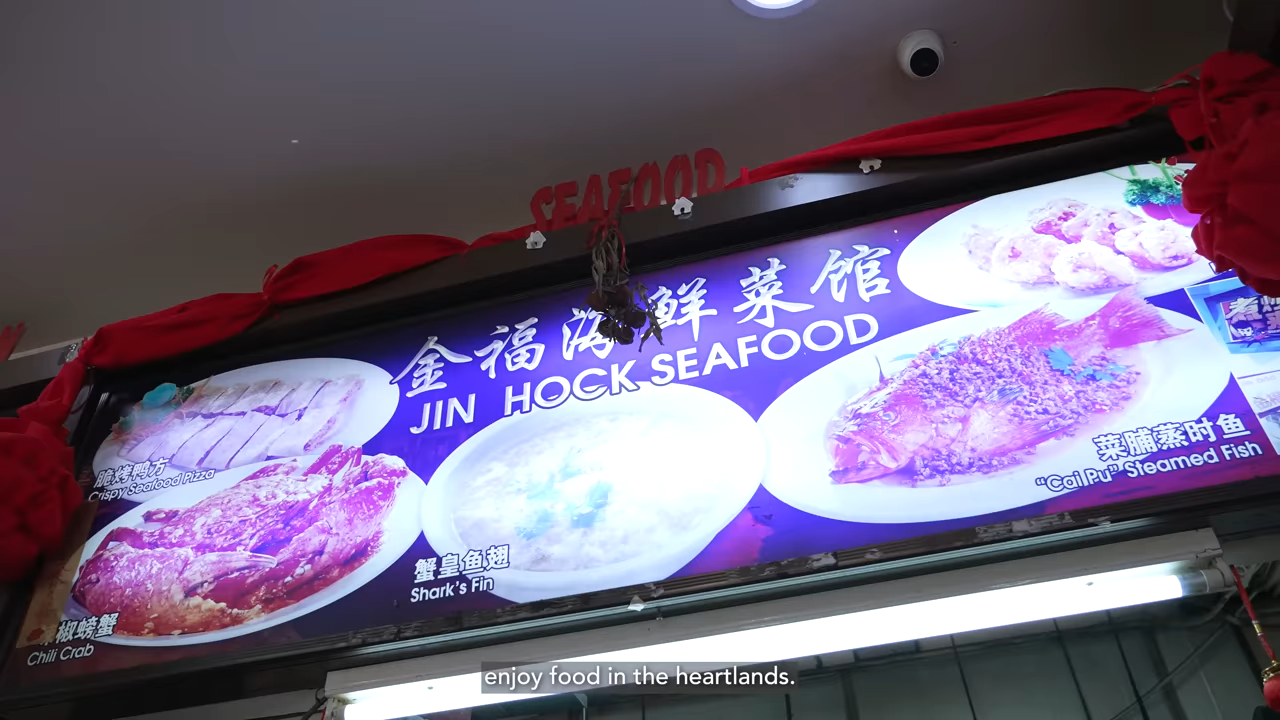 SEAFOOD
金福海鲜菜馆
JIN HOCK SEAFOOD
脆烤鸭方
Crispy Seafood Pizza
菜脯蒸时鱼
"Cai Pu" Steamed Fish
蟹皇鱼翅
Shark's Fin
椒螃蟹
Chili Crab
enjoy food in the heartlands.